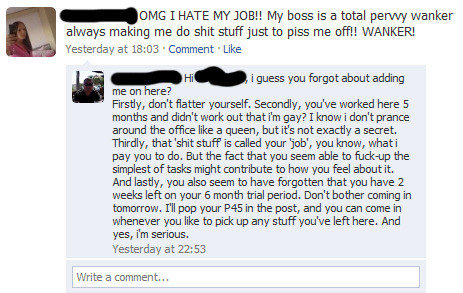 OMG I HATE MY JOB!! My boss is a total pervvy wanker
always making me do shit stuff just to piss me off!! WANKER!
Yesterday at 18:03 · Comment · Like
Hi , i guess you forgot about adding
me on here?
Firstly, don't flatter yourself. Secondly, you've worked here 5
months and didn't work out that i'm gay? I know i don't prance
around the office like a queen, but it's not exactly a secret.
Thirdly, that 'shit stuff' is called your 'job', you know, what i
pay you to do. But the fact that you seem able to fuck-up the
simplest of tasks might contribute to how you feel about it.
And lastly, you also seem to have forgotten that you have 2
weeks left on your 6 month trial period. Don't bother coming in
tomorrow. I'll pop your P45 in the post, and you can come in
whenever you like to pick up any stuff you've left here. And
yes, i'm serious.
Yesterday at 22:53
Write a comment...